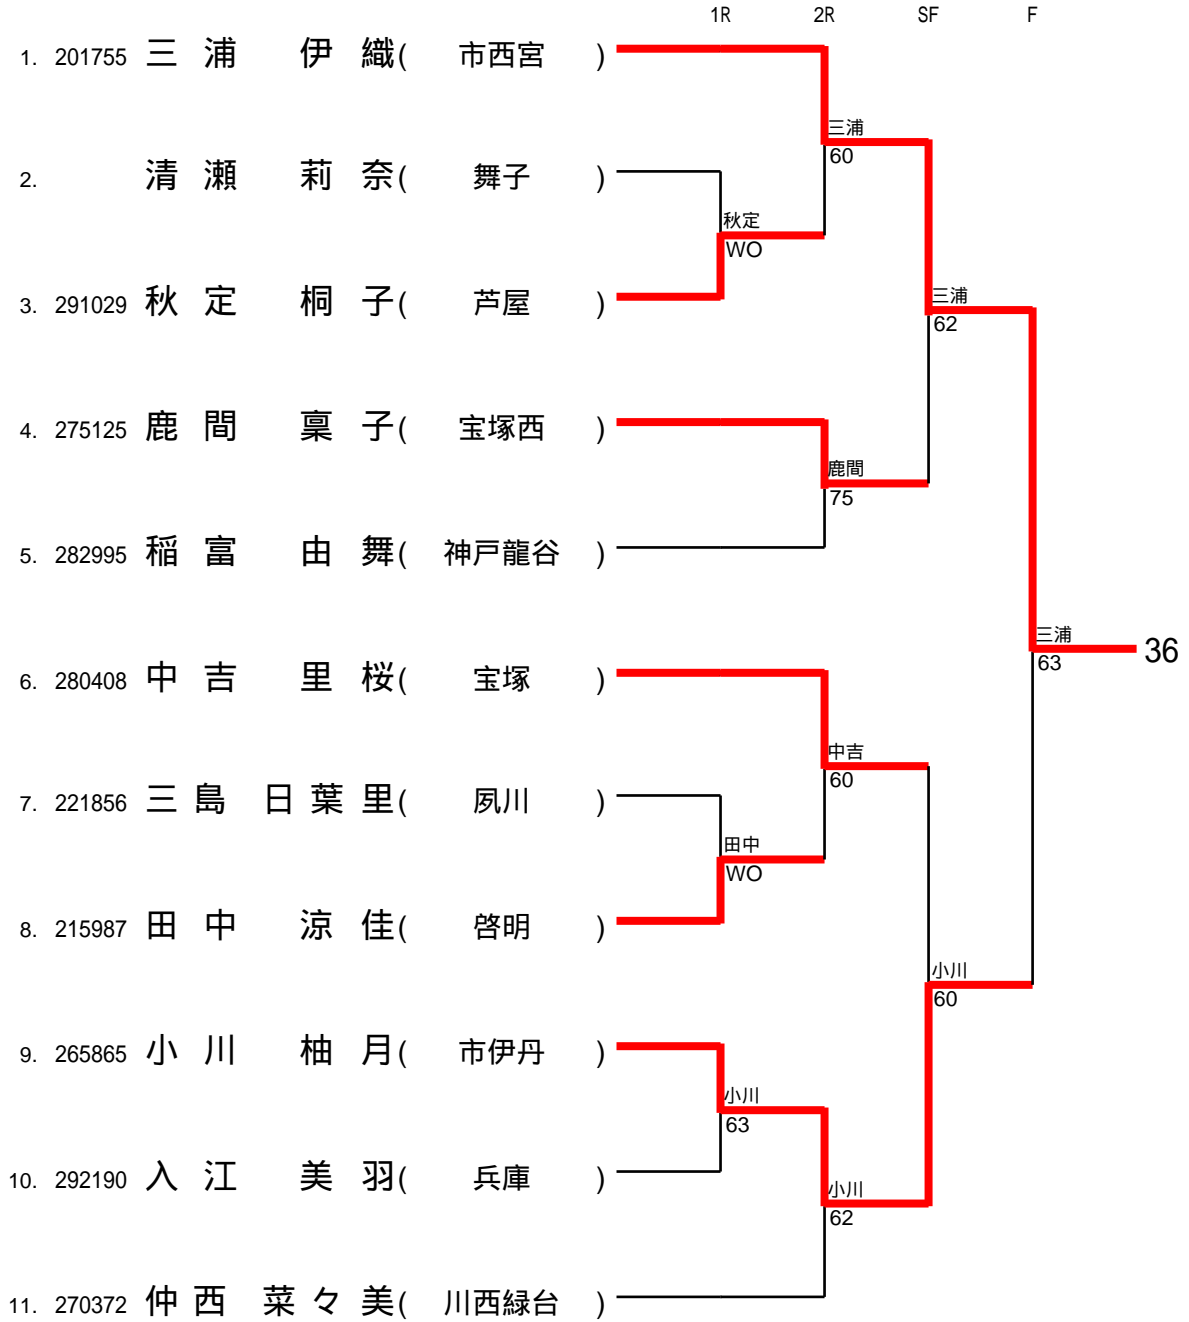 1R 2R SF F
1. 201755 三 浦 伊 織( 市西宮 )
三浦
60
2. 清 瀬 莉 奈( 舞子 )
秋定
WO
3. 291029 秋 定 桐 子( 芦屋 )
三浦
62
4. 275125 鹿 間 稟 子( 宝塚西 )
鹿間
75
5. 282995 稲 富 由 舞( 神戸龍谷 )
三浦
63
36
6. 280408 中 吉 里 桜( 宝塚 )
中吉
60
7. 221856 三 島 日 葉 里( 夙川 )
田中
WO
8. 215987 田 中 涼 佳( 啓明 )
小川
60
9. 265865 小 川 柚 月( 市伊丹 )
小川
63
10. 292190 入 江 美 羽( 兵庫 )
小川
62
11. 270372 仲 西 菜 々 美( 川西緑台 )